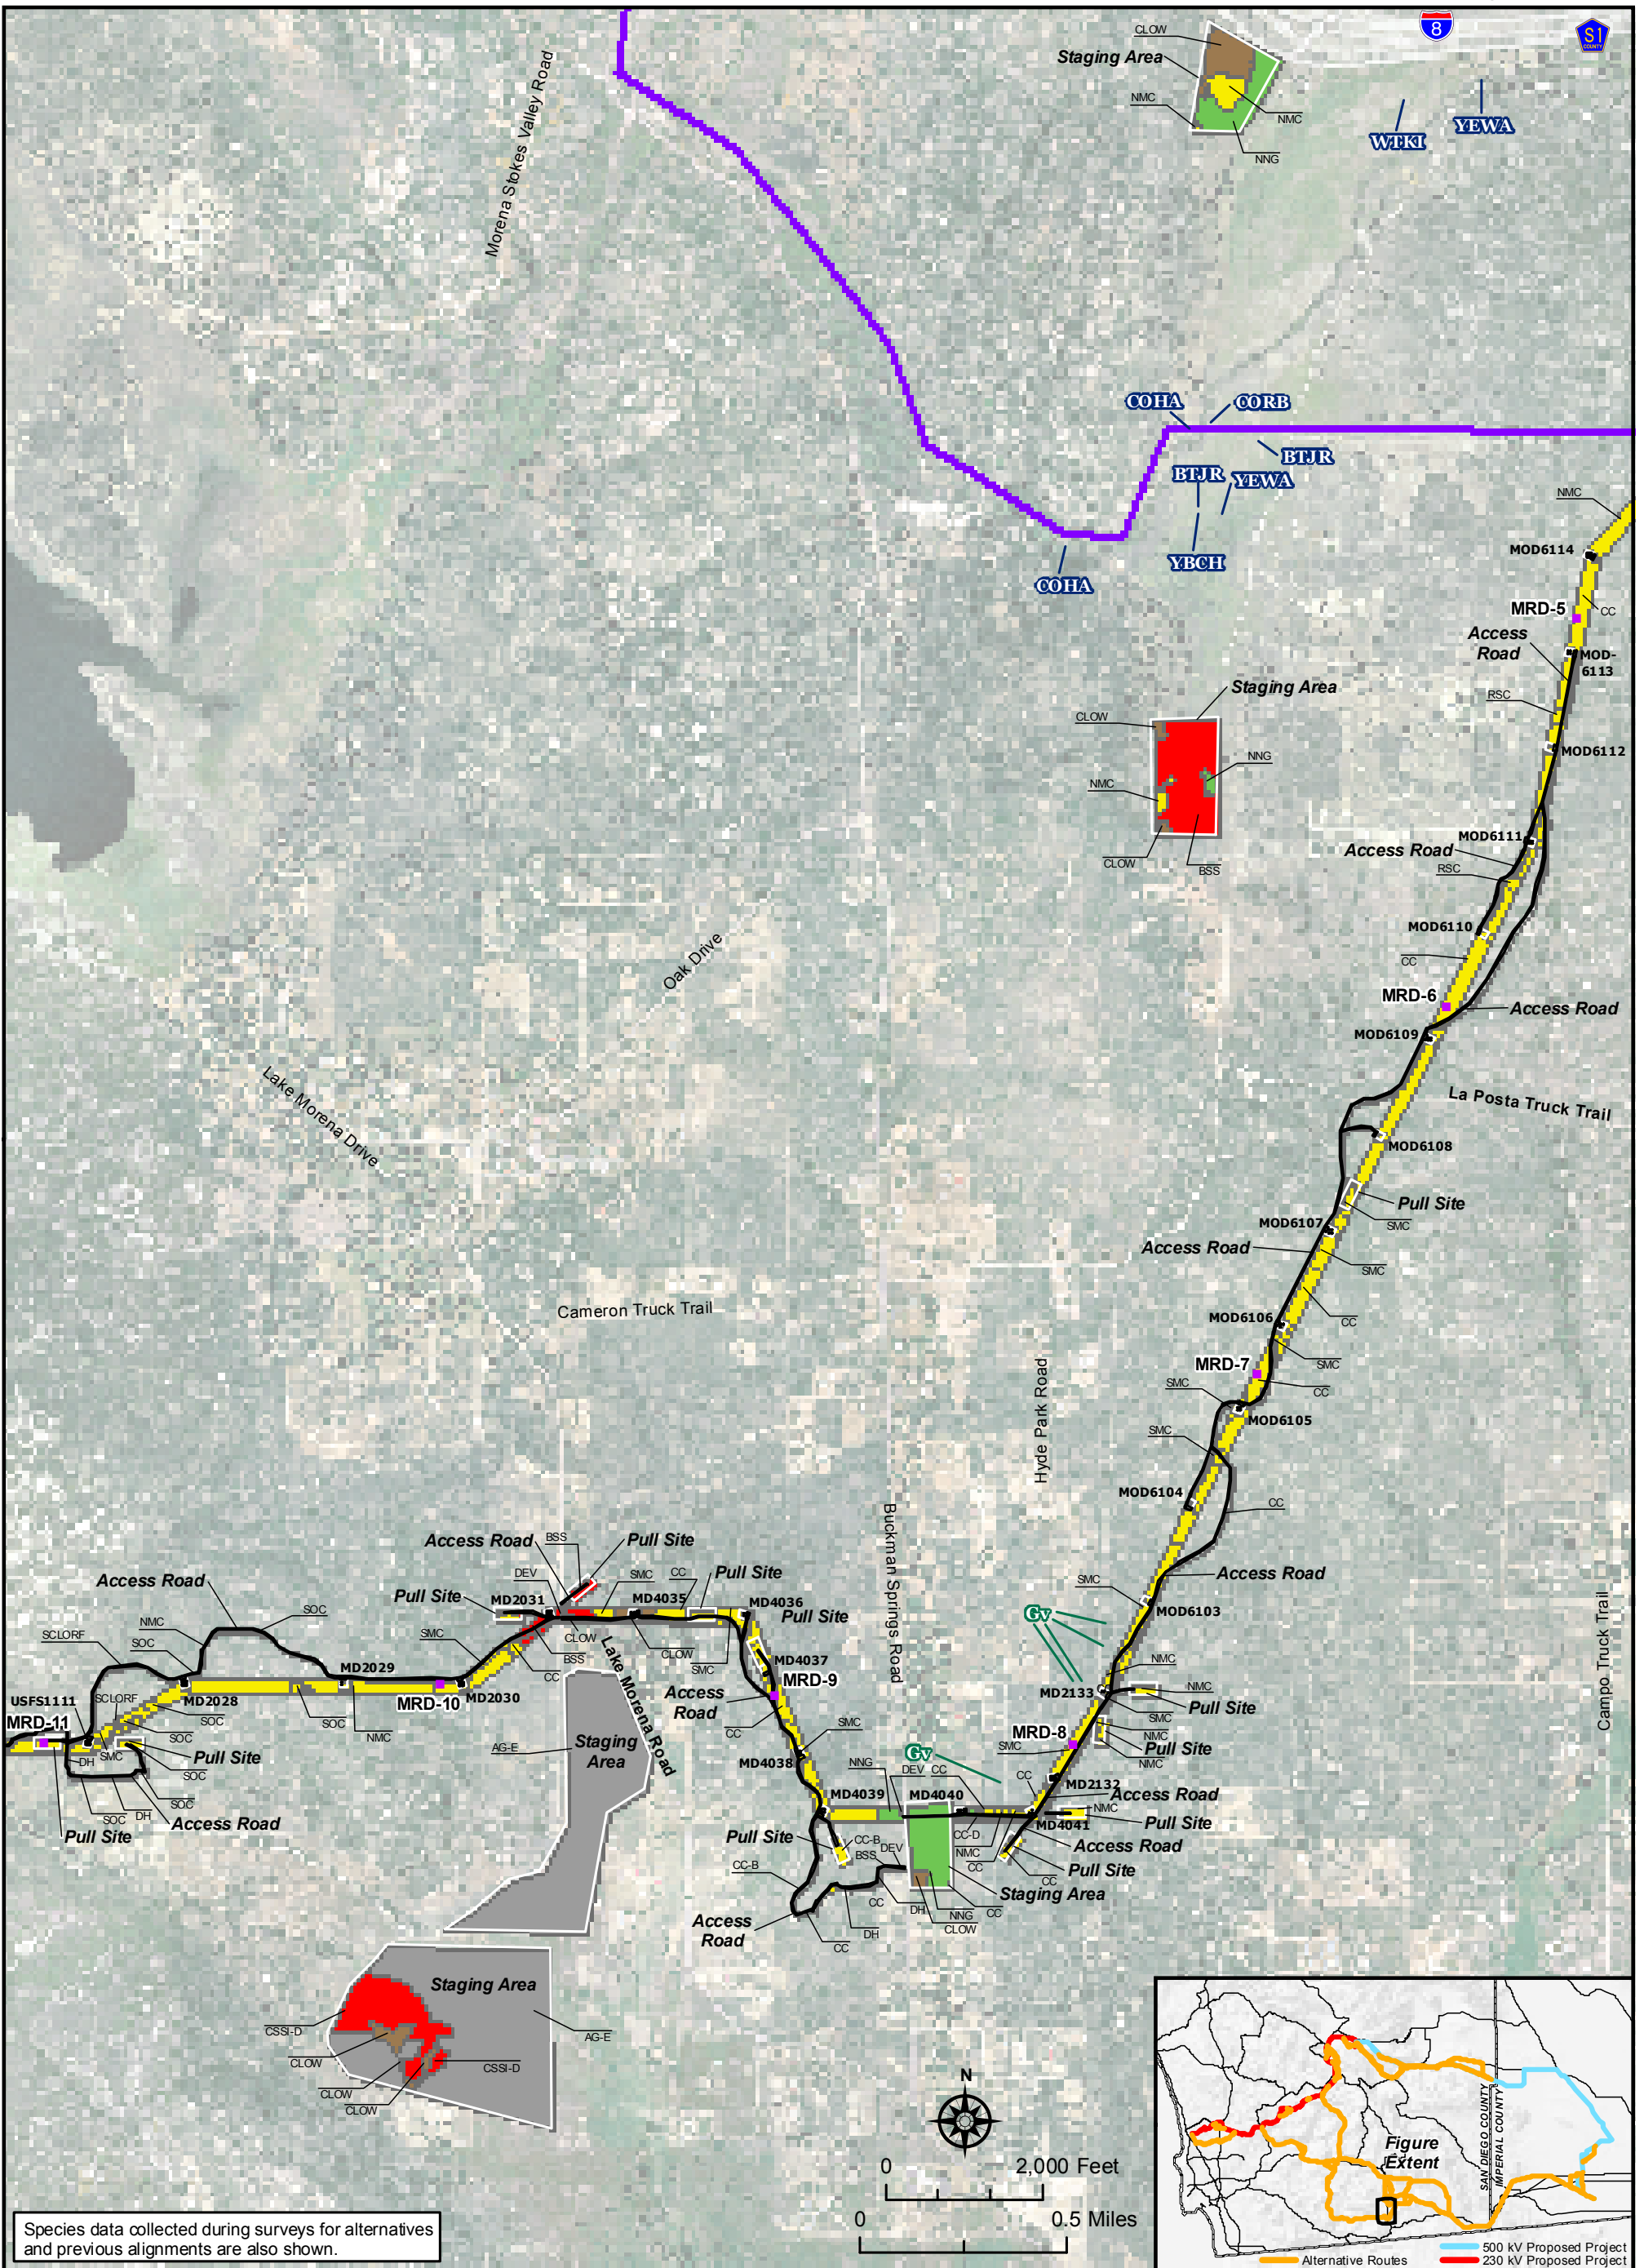 CLOW
Staging Area
NMC
NMC
NNG
8
S1
COUNTY
WTKI
YEWA
Morena Stokes Valley Road
COHA
CORB
BTJR
BTJR
YEWA
YBCH
COHA
NMC
MOD6114
CC
MRD-5
Access
Road
MOD-
6113
RSC
MOD6112
Staging Area
CLOW
NNG
NMC
CLOW
BSS
MOD6111
Access Road
RSC
MOD6110
CC
MRD-6
Access Road
MOD6109
Oak Drive
Lake Morena Drive
La Posta Truck Trail
MOD6108
Pull Site
SMC
MOD6107
Access Road
SMC
Cameron Truck Trail
MOD6106
CC
SMC
MRD-7
CC
SMC
MOD6105
Hyde Park Road
SMC
MOD6104
CC
Buckman Springs Road
Access Road
SMC
MOD6103
Campo Truck Trail
Gv
NMC
MD2133
NMC
Pull Site
SMC
MRD-8
NMC
SMC
Pull Site
NMC
Access Road
BSS
Pull Site
DEV
SMC
CC
Pull Site
Pull Site
MD2031
MD4035
MD4036
Pull Site
CLOW
CLOW
BSS
SMC
CC
Access Road
NMC
SOC
SCLORF
SOC
SMC
MD2029
MD2028
MRD-10
MD2030
USFS1111
SCLORF
SOC
SOC
NMC
MRD-11
SOC
DH
SMC
Pull Site
SOC
SOC
SOC
DH
Access Road
Pull Site
Lake Morena Road
MD4037
MRD-9
Access
Road
CC
SMC
MD4038
AG-E
Staging
Area
Gv
NNG
DEV
CC
CC
MD2132
Access Road
MD4039
MD4040
NMC
Pull Site
MD4041
CC-D
Pull Site
CC-B
DEV
BSS
NMC
CC
Access Road
Pull Site
CC
CC-B
Staging Area
CC
DH
NNG
CC
CLOW
Access
Road
DH
CC
Staging Area
CSSI-D
AG-E
CLOW
CSSI-D
CLOW
CLOW
N
0 2,000 Feet
0 0.5 Miles
SAN DIEGO COUNTY
IMPERIAL COUNTY
Figure
Extent
500 kV Proposed Project
Alternative Routes
230 kV Proposed Project
Species data collected during surveys for alternatives
and previous alignments are also shown.